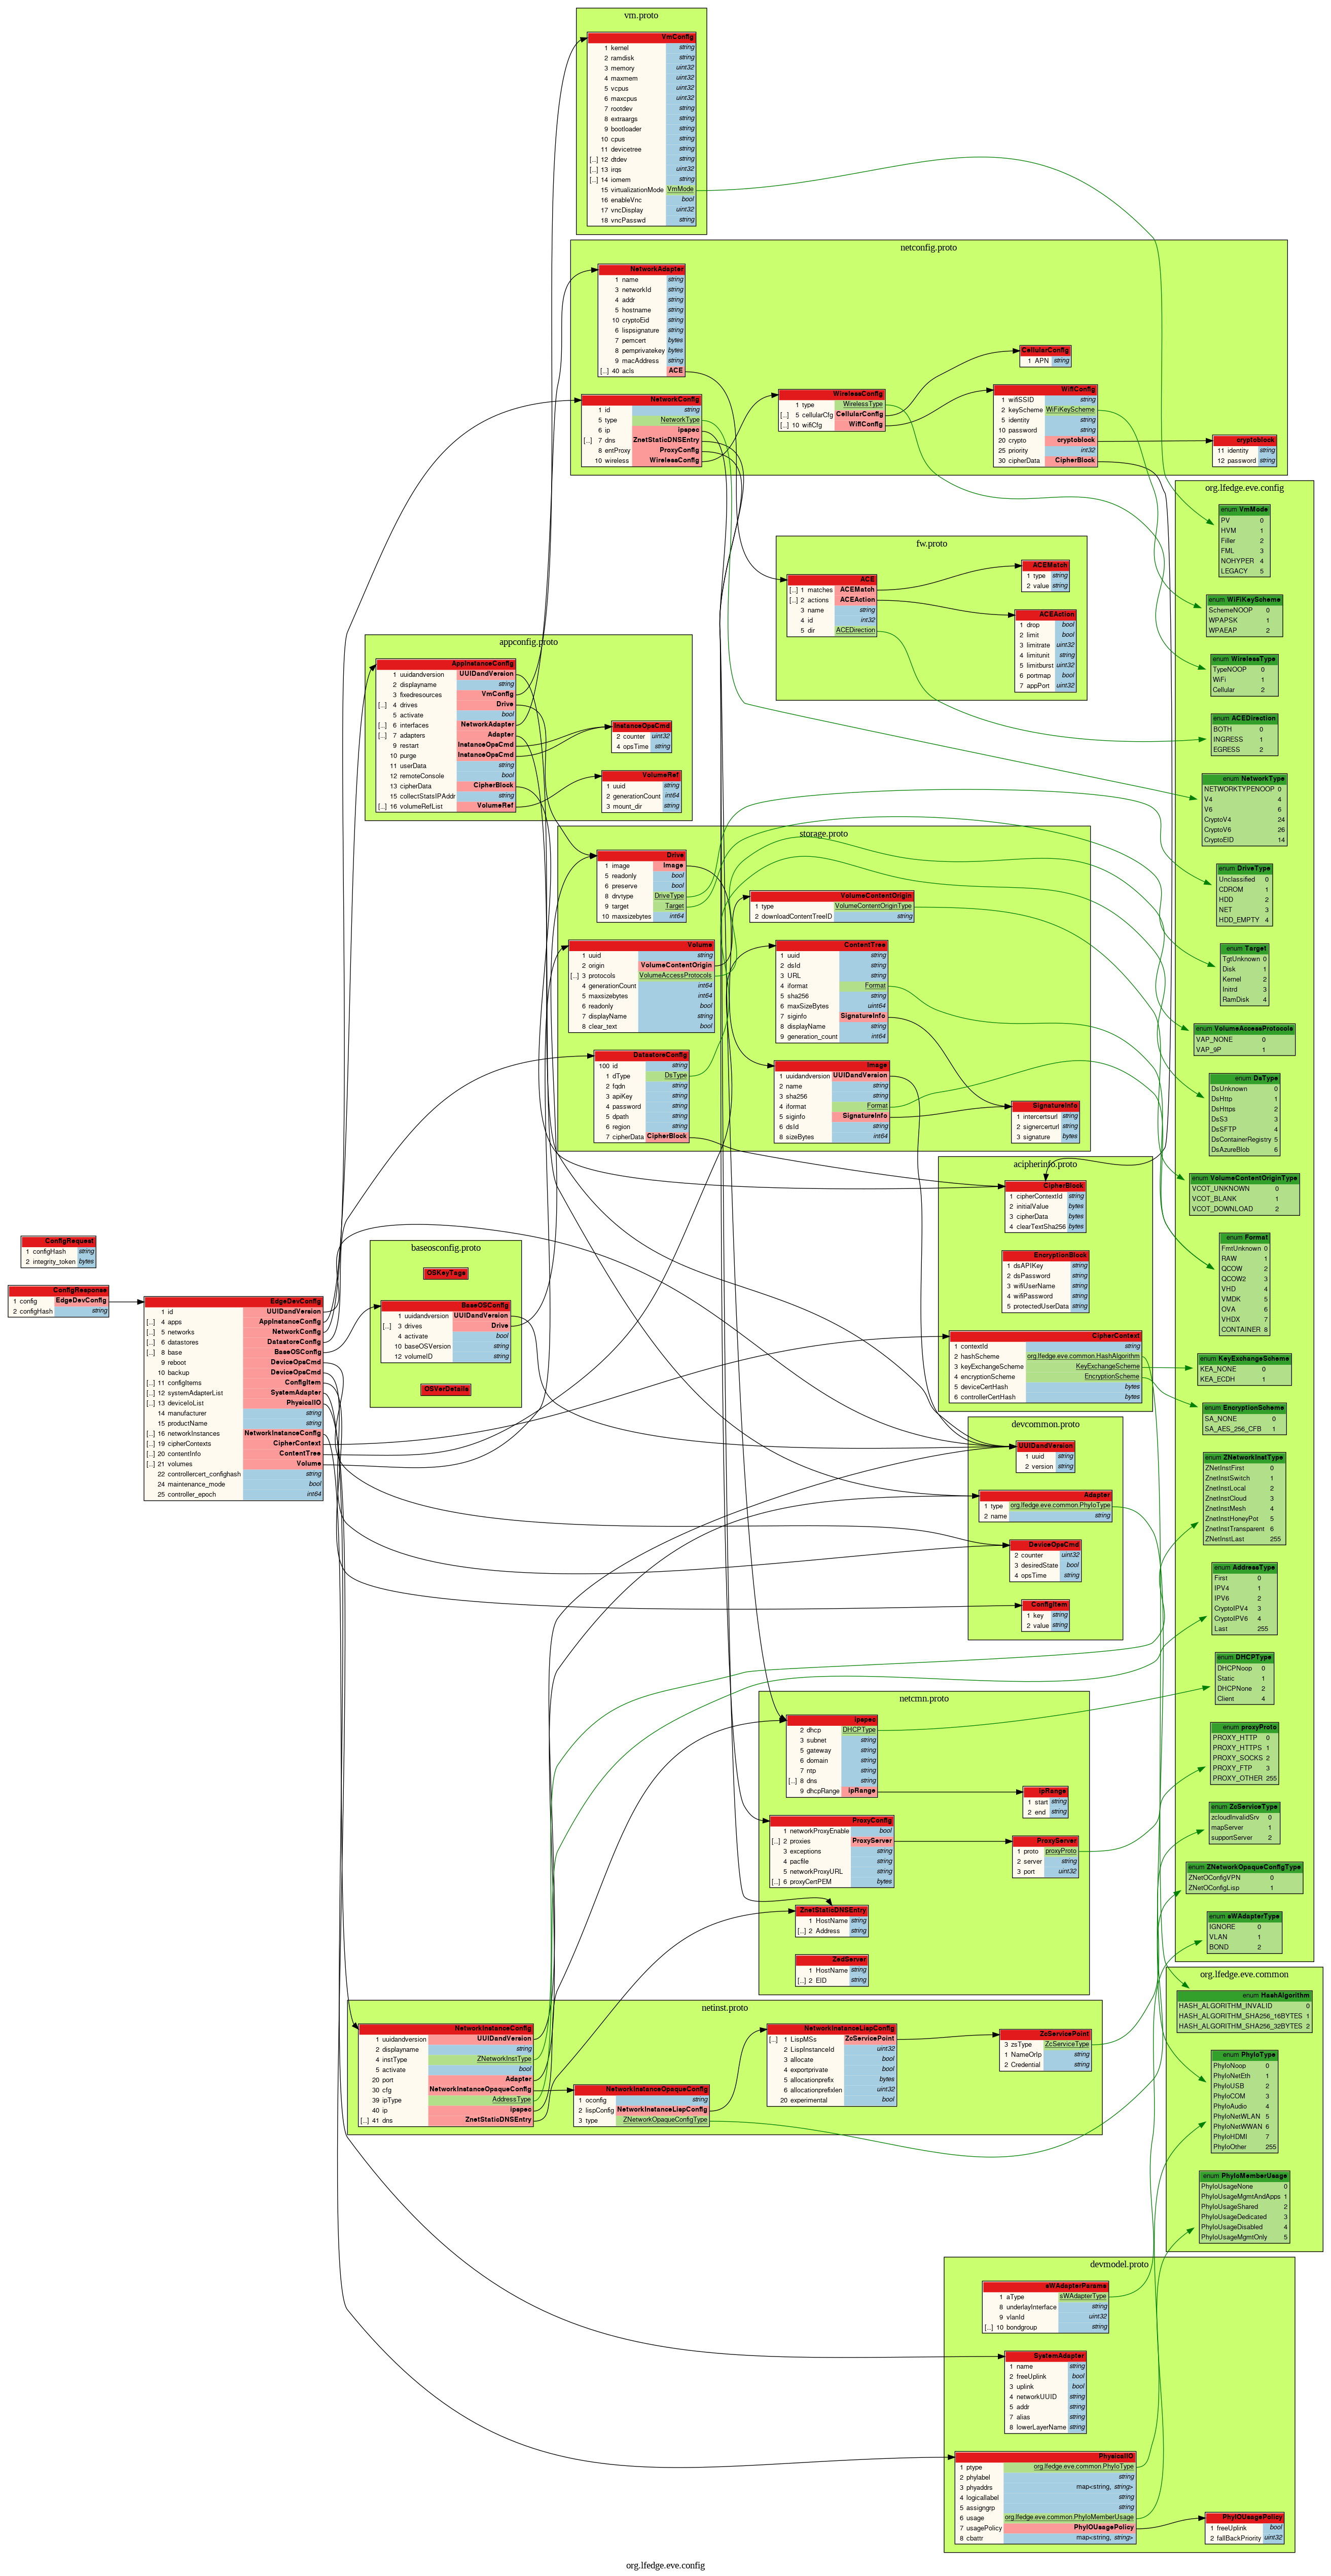 vm.proto
VmConfig
1 kernel string
2 ramdisk string
3 memory uint32
4 maxmem uint32
5 vcpus uint32
6 maxcpus uint32
7 rootdev string
8 extraargs string
9 bootloader string
10 cpus string
11 devicetree string
[...] 12 dtdev string
[...] 13 irqs uint32
[...] 14 iomem string
15 virtualizationMode VmMode
16 enableVnc bool
17 vncDisplay uint32
18 vncPasswd string
netconfig.proto
NetworkAdapter
1 name string
3 networkId string
4 addr string
5 hostname string
10 cryptoEid string
6 lispsignature string
7 pemcert bytes
8 pemprivatekey bytes
9 macAddress string
[...] 40 acls ACE
NetworkConfig
1 id string
5 type NetworkType
6 ip ipspec
[...] 7 dns ZnetStaticDNSEntry
8 entProxy ProxyConfig
10 wireless WirelessConfig
WirelessConfig
1 type WirelessType
[...] 5 cellularCfg CellularConfig
[...] 10 wifiCfg WifiConfig
CellularConfig
1 APN string
WifiConfig
1 wifiSSID string
2 keyScheme WiFiKeyScheme
5 identity string
10 password string
20 crypto cryptoblock
25 priority int32
30 cipherData CipherBlock
cryptoblock
11 identity string
12 password string
fw.proto
ACE
[...] 1 matches ACEMatch
[...] 2 actions ACEAction
3 name string
4 id int32
5 dir ACEDirection
ACEMatch
1 type string
2 value string
ACEAction
1 drop bool
2 limit bool
3 limitrate uint32
4 limitunit string
5 limitburst uint32
6 portmap bool
7 appPort uint32
appconfig.proto
AppInstanceConfig
1 uuidandversion UUIDandVersion
2 displayname string
3 fixedresources VmConfig
[...] 4 drives Drive
5 activate bool
[...] 6 interfaces NetworkAdapter
[...] 7 adapters Adapter
9 restart InstanceOpsCmd
10 purge InstanceOpsCmd
11 userData string
12 remoteConsole bool
13 cipherData CipherBlock
15 collectStatsIPAddr string
[...] 16 volumeRefList VolumeRef
InstanceOpsCmd
2 counter uint32
4 opsTime string
VolumeRef
1 uuid string
2 generationCount int64
3 mount_dir string
storage.proto
Drive
1 image Image
5 readonly bool
6 preserve bool
8 drvtype DriveType
9 target Target
10 maxsizebytes int64
Volume
1 uuid string
2 origin VolumeContentOrigin
[...] 3 protocols VolumeAccessProtocols
4 generationCount int64
5 maxsizebytes int64
6 readonly bool
7 displayName string
8 clear_text bool
DatastoreConfig
100 id string
1 dType DsType
2 fqdn string
3 apiKey string
4 password string
5 dpath string
6 region string
7 cipherData CipherBlock
VolumeContentOrigin
1 type VolumeContentOriginType
2 downloadContentTreeID string
ContentTree
1 uuid string
2 dsId string
3 URL string
4 iformat Format
5 sha256 string
6 maxSizeBytes uint64
7 siginfo SignatureInfo
8 displayName string
9 generation_count int64
Image
1 uuidandversion UUIDandVersion
2 name string
3 sha256 string
4 iformat Format
5 siginfo SignatureInfo
6 dsId string
8 sizeBytes int64
SignatureInfo
1 intercertsurl string
2 signercerturl string
3 signature bytes
acipherinfo.proto
CipherBlock
1 cipherContextId string
2 initialValue bytes
3 cipherData bytes
4 clearTextSha256 bytes
EncryptionBlock
1 dsAPIKey string
2 dsPassword string
3 wifiUserName string
4 wifiPassword string
5 protectedUserData string
CipherContext
1 contextId string
2 hashScheme org.lfedge.eve.common.HashAlgorithm
3 keyExchangeScheme KeyExchangeScheme
4 encryptionScheme EncryptionScheme
5 deviceCertHash bytes
6 controllerCertHash bytes
ConfigRequest
1 configHash string
2 integrity_token bytes
ConfigResponse
1 config EdgeDevConfig
2 configHash string
EdgeDevConfig
1 id UUIDandVersion
[...] 4 apps AppInstanceConfig
[...] 5 networks NetworkConfig
[...] 6 datastores DatastoreConfig
[...] 8 base BaseOSConfig
9 reboot DeviceOpsCmd
10 backup DeviceOpsCmd
[...] 11 configItems ConfigItem
[...] 12 systemAdapterList SystemAdapter
[...] 13 deviceIoList PhysicalIO
14 manufacturer string
15 productName string
[...] 16 networkInstances NetworkInstanceConfig
[...] 19 cipherContexts CipherContext
[...] 20 contentInfo ContentTree
[...] 21 volumes Volume
22 controllercert_confighash string
24 maintenance_mode bool
25 controller_epoch int64
baseosconfig.proto
OSKeyTags
BaseOSConfig
1 uuidandversion UUIDandVersion
[...] 3 drives Drive
4 activate bool
10 baseOSVersion string
12 volumeID string
OSVerDetails
devcommon.proto
UUIDandVersion
1 uuid string
2 version string
Adapter
1 type org.lfedge.eve.common.PhyIoType
2 name string
DeviceOpsCmd
2 counter uint32
3 desiredState bool
4 opsTime string
ConfigItem
1 key string
2 value string
netcmn.proto
ipspec
2 dhcp DHCPType
3 subnet string
5 gateway string
6 domain string
7 ntp string
[...] 8 dns string
9 dhcpRange ipRange
ipRange
1 start string
2 end string
ProxyConfig
1 networkProxyEnable bool
[...] 2 proxies ProxyServer
3 exceptions string
4 pacfile string
5 networkProxyURL string
[...] 6 proxyCertPEM bytes
ProxyServer
1 proto proxyProto
2 server string
3 port uint32
ZnetStaticDNSEntry
1 HostName string
[...] 2 Address string
ZedServer
1 HostName string
[...] 2 EID string
netinst.proto
NetworkInstanceConfig
1 uuidandversion UUIDandVersion
2 displayname string
4 instType ZNetworkInstType
5 activate bool
20 port Adapter
30 cfg NetworkInstanceOpaqueConfig
39 ipType AddressType
40 ip ipspec
[...] 41 dns ZnetStaticDNSEntry
NetworkInstanceOpaqueConfig
1 oconfig string
2 lispConfig NetworkInstanceLispConfig
3 type ZNetworkOpaqueConfigType
NetworkInstanceLispConfig
[...] 1 LispMSs ZcServicePoint
2 LispInstanceId uint32
3 allocate bool
4 exportprivate bool
5 allocationprefix bytes
6 allocationprefixlen uint32
20 experimental bool
ZcServicePoint
3 zsType ZcServiceType
1 NameOrIp string
2 Credential string
devmodel.proto
sWAdapterParams
1 aType sWAdapterType
8 underlayInterface string
9 vlanId uint32
[...] 10 bondgroup string
SystemAdapter
1 name string
2 freeUplink bool
3 uplink bool
4 networkUUID string
5 addr string
7 alias string
8 lowerLayerName string
PhysicalIO
1 ptype org.lfedge.eve.common.PhyIoType
2 phylabel string
3 phyaddrs map<string, string>
4 logicallabel string
5 assigngrp string
6 usage org.lfedge.eve.common.PhyIoMemberUsage
7 usagePolicy PhyIOUsagePolicy
8 cbattr map<string, string>
PhyIOUsagePolicy
1 freeUplink bool
2 fallBackPriority uint32
org.lfedge.eve.config
enum VmMode
PV 0
HVM 1
Filler 2
FML 3
NOHYPER 4
LEGACY 5
enum WiFiKeyScheme
SchemeNOOP 0
WPAPSK 1
WPAEAP 2
enum WirelessType
TypeNOOP 0
WiFi 1
Cellular 2
enum ACEDirection
BOTH 0
INGRESS 1
EGRESS 2
enum NetworkType
NETWORKTYPENOOP 0
V4 4
V6 6
CryptoV4 24
CryptoV6 26
CryptoEID 14
enum DriveType
Unclassified 0
CDROM 1
HDD 2
NET 3
HDD_EMPTY 4
enum Target
TgtUnknown 0
Disk 1
Kernel 2
Initrd 3
RamDisk 4
enum VolumeAccessProtocols
VAP_NONE 0
VAP_9P 1
enum DsType
DsUnknown 0
DsHttp 1
DsHttps 2
DsS3 3
DsSFTP 4
DsContainerRegistry 5
DsAzureBlob 6
enum VolumeContentOriginType
VCOT_UNKNOWN 0
VCOT_BLANK 1
VCOT_DOWNLOAD 2
enum Format
FmtUnknown 0
RAW 1
QCOW 2
QCOW2 3
VHD 4
VMDK 5
OVA 6
VHDX 7
CONTAINER 8
enum KeyExchangeScheme
KEA_NONE 0
KEA_ECDH 1
enum EncryptionScheme
SA_NONE 0
SA_AES_256_CFB 1
enum ZNetworkInstType
ZNetInstFirst 0
ZnetInstSwitch 1
ZnetInstLocal 2
ZnetInstCloud 3
ZnetInstMesh 4
ZnetInstHoneyPot 5
ZnetInstTransparent 6
ZNetInstLast 255
enum AddressType
First 0
IPV4 1
IPV6 2
CryptoIPV4 3
CryptoIPV6 4
Last 255
enum DHCPType
DHCPNoop 0
Static 1
DHCPNone 2
Client 4
enum proxyProto
PROXY_HTTP 0
PROXY_HTTPS 1
PROXY_SOCKS 2
PROXY_FTP 3
PROXY_OTHER 255
enum ZcServiceType
zcloudInvalidSrv 0
mapServer 1
supportServer 2
enum ZNetworkOpaqueConfigType
ZNetOConfigVPN 0
ZNetOConfigLisp 1
enum sWAdapterType
IGNORE 0
VLAN 1
BOND 2
org.lfedge.eve.common
enum HashAlgorithm
HASH_ALGORITHM_INVALID 0
HASH_ALGORITHM_SHA256_16BYTES 1
HASH_ALGORITHM_SHA256_32BYTES 2
enum PhyIoType
PhyIoNoop 0
PhyIoNetEth 1
PhyIoUSB 2
PhyIoCOM 3
PhyIoAudio 4
PhyIoNetWLAN 5
PhyIoNetWWAN 6
PhyIoHDMI 7
PhyIoOther 255
enum PhyIoMemberUsage
PhyIoUsageNone 0
PhyIoUsageMgmtAndApps 1
PhyIoUsageShared 2
PhyIoUsageDedicated 3
PhyIoUsageDisabled 4
PhyIoUsageMgmtOnly 5
org.lfedge.eve.config